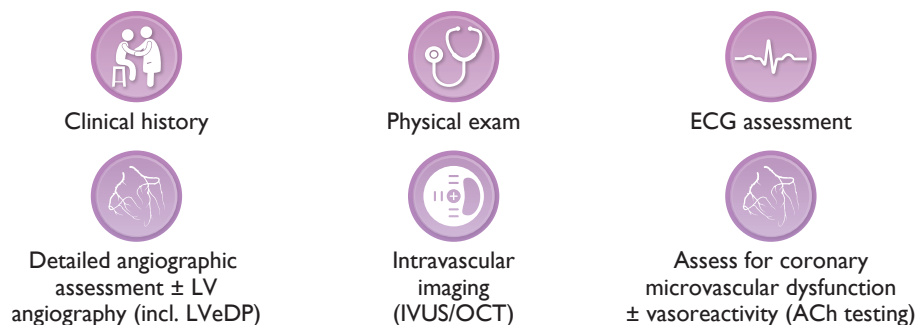 Clinical history
Physical exam
ECG assessment
Detailed angiographic
assessment ± LV
angiography (incl. LVeDP)
Intravascular
imaging
(IVUS/OCT)
Assess for coronary
microvascular dysfunction
± vasoreactivity (ACh testing)